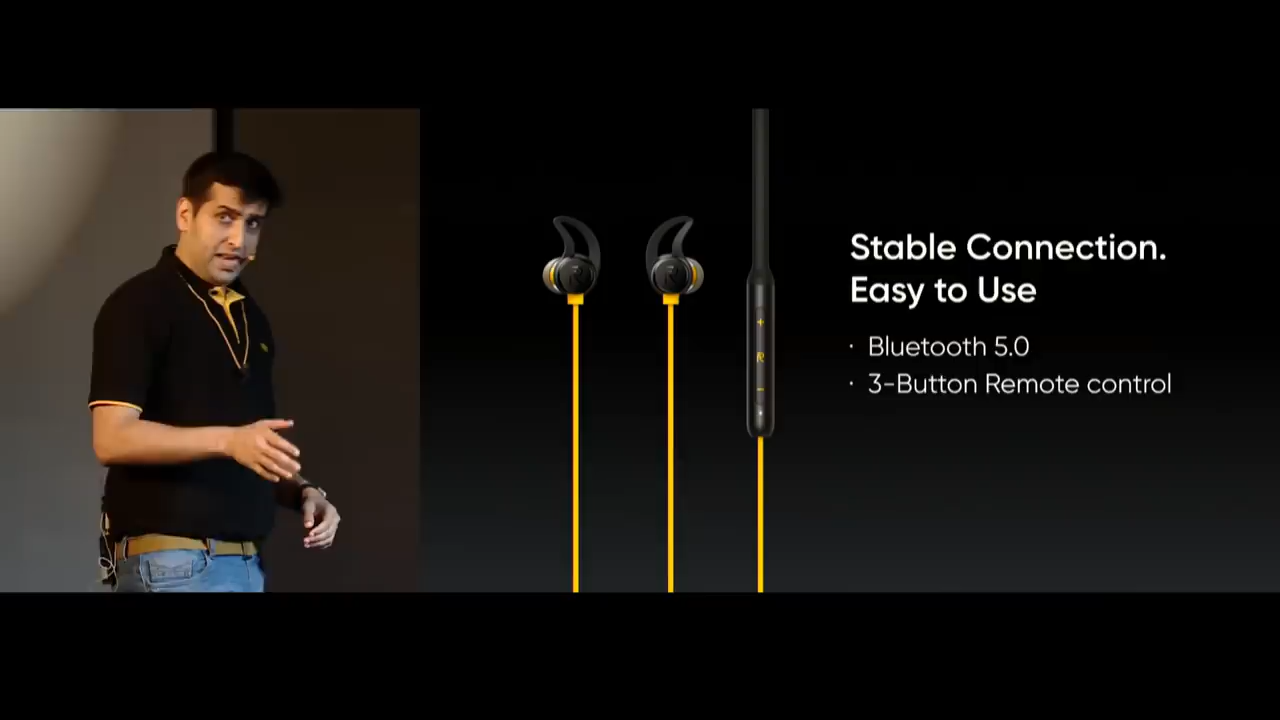 Stable Connection.
Easy to Use
· Bluetooth 5.0
· 3-Button Remote control